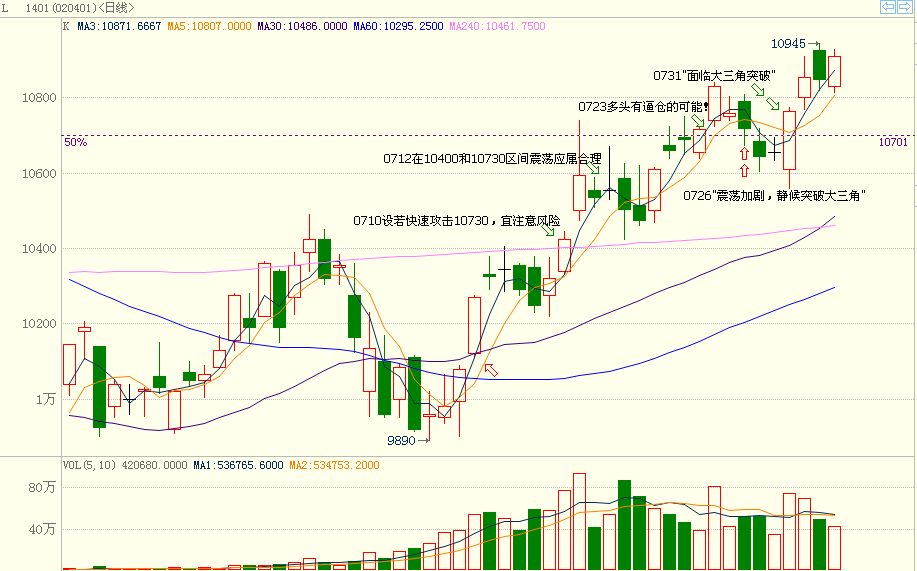 L 1401(020401)<日线>
K MA3:10871.6667 MA5:10807.0000 MA30:10486.0000 MA60:10295.2500 MA240:10461.7500
10945→
0731"面临大三角突破"
10800
0723多头有逼仓的可能!
50%
10701
0712在10400和10730区间震荡应属合理
10600
0726"震荡加剧，静候突破大三角"
0710设若快速攻击10730，宜注意风险
10400
10200
1万
9890→
VOL(5,10) 420680.0000 MA1:536765.6000 MA2:534753.2000
80万
40万